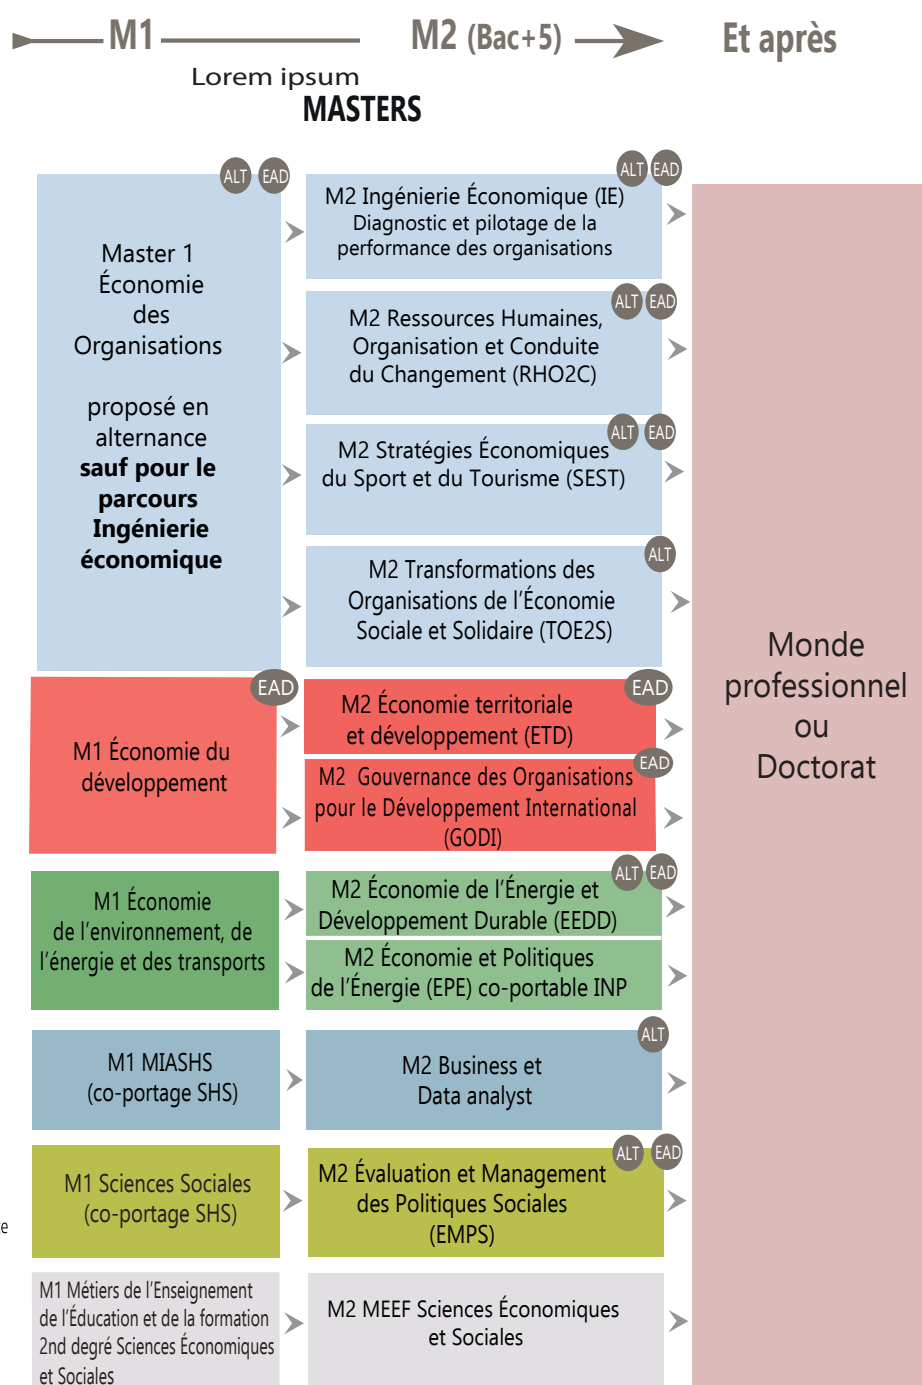 M1
M2 (Bac+5)
Et après
Lorem ipsum
MASTERS
ALT EAD
Master 1
Économie
des
Organisations
proposé en
alternance
sauf pour le
parcours
Ingénierie
économique
ALT EAD
M2 Ingénierie Économique (IE)
Diagnostic et pilotage de la
performance des organisations
ALT EAD
M2 Ressources Humaines,
Organisation et Conduite
du Changement (RHO2C)
ALT EAD
M2 Stratégies Économiques
du Sport et du Tourisme (SEST)
ALT
M2 Transformations des
Organisations de l'Économie
Sociale et Solidaire (TOE2S)
EAD
M1 Économie du
développement
EAD
M2 Économie territoriale
et développement (ETD)
EAD
M2 Gouvernance des Organisations
pour le Développement International
(GODI)
M1 Économie
de l'environnement, de
l'énergie et des transports
ALT EAD
M2 Économie de l'Énergie et
Développement Durable (EEDD)
M2 Économie et Politiques
de l'Énergie (EPE) co-portable INP
M1 MIASHS
(co-portage SHS)
ALT
M2 Business et
Data analyst
M1 Sciences Sociales
(co-portage SHS)
ALT EAD
M2 Évaluation et Management
des Politiques Sociales
(EMPS)
M1 Métiers de l'Enseignement
de l'Éducation et de la formation
2nd degré Sciences Économiques
et Sociales
M2 MEEF Sciences Économiques
et Sociales
Monde
professionnel
ou
Doctorat